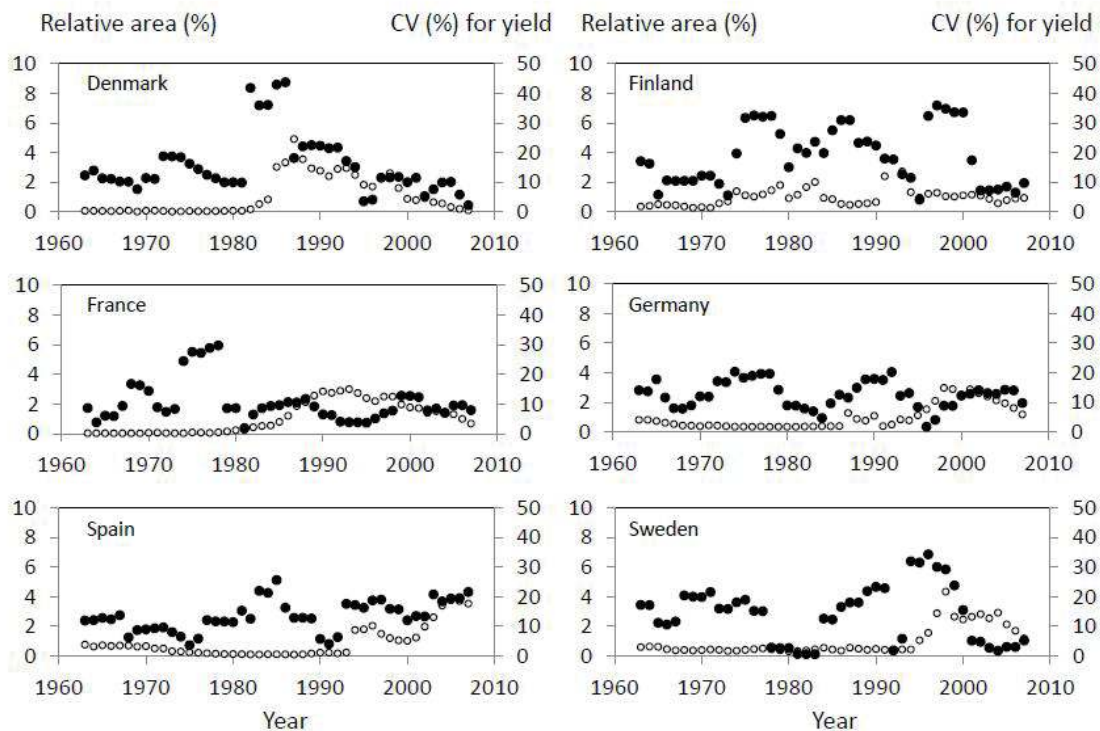 Relative area (%) CV (%) for yield Relative area (%) CV (%) for yield
10 50 10 50
Denmark Finland
8 40 8 40
6 30 6 30
4 20 4 20
2 10 2 10
0 0 0 0
1960 1970 1980 1990 2000 2010 1960 1970 1980 1990 2000 2010
10 50 10 50
France Germany
8 40 8 40
6 30 6 30
4 20 4 20
2 10 2 10
0 0 0 0
1960 1970 1980 1990 2000 2010 1960 1970 1980 1990 2000 2010
10 50 10 50
Spain Sweden
8 40 8 40
6 30 6 30
4 20 4 20
2 10 2 10
0 0 0 0
1960 1970 1980 1990 2000 2010 1960 1970 1980 1990 2000 2010
Year Year